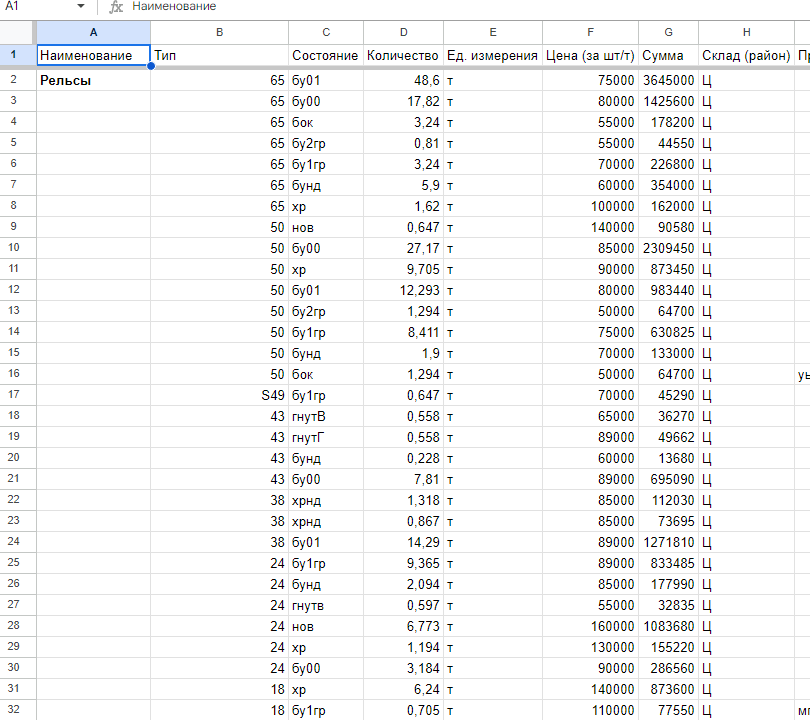 A1 fx Наименование
A B C D E F G H
1 Наименование Тип Состояние Количество Ед. измерения Цена (за шт/т) Сумма Склад (район)
2 Рельсы 65 бу01 48,6 т 75000 3645000 Ц
3 65 бу00 17,82 т 80000 1425600 Ц
4 65 бок 3,24 т 55000 178200 Ц
5 65 бу2гр 0,81 т 55000 44550 Ц
6 65 бу1гр 3,24 т 70000 226800 Ц
7 65 бунд 5,9 т 60000 354000 Ц
8 65 хр 1,62 т 100000 162000 Ц
9 50 нов 0,647 т 140000 90580 Ц
10 50 бу00 27,17 т 85000 2309450 Ц
11 50 хр 9,705 т 90000 873450 Ц
12 50 бу01 12,293 т 80000 983440 Ц
13 50 бу2гр 1,294 т 50000 64700 Ц
14 50 бу1гр 8,411 т 75000 630825 Ц
15 50 бунд 1,9 т 70000 133000 Ц
16 50 бок 1,294 т 50000 64700 Ц
17 S49 бу1гр 0,647 т 70000 45290 Ц
18 43 гнутВ 0,558 т 65000 36270 Ц
19 43 гнутГ 0,558 т 89000 49662 Ц
20 43 бунд 0,228 т 60000 13680 Ц
21 43 бу00 7,81 т 89000 695090 Ц
22 38 хрнд 1,318 т 85000 112030 Ц
23 38 хрнд 0,867 т 85000 73695 Ц
24 38 бу01 14,29 т 89000 1271810 Ц
25 24 бу1гр 9,365 т 89000 833485 Ц
26 24 бунд 2,094 т 85000 177990 Ц
27 24 гнутв 0,597 т 55000 32835 Ц
28 24 нов 6,773 т 160000 1083680 Ц
29 24 хр 1,194 т 130000 155220 Ц
30 24 бу00 3,184 т 90000 286560 Ц
31 18 хр 6,24 т 140000 873600 Ц
32 18 бу1гр 0,705 т 110000 77550 Ц